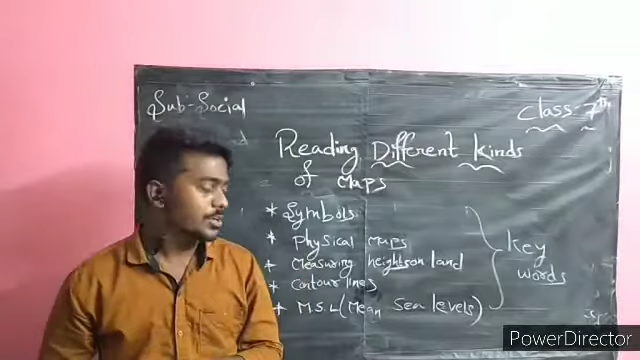 Sub-Social
Class-7th
Reading Different Kinds
of Maps
* Symbols
* Physical Maps
* Measuring heights on land
* Contour lines
* M.S.L (Mean Sea levels)
Key
words
PowerDirector